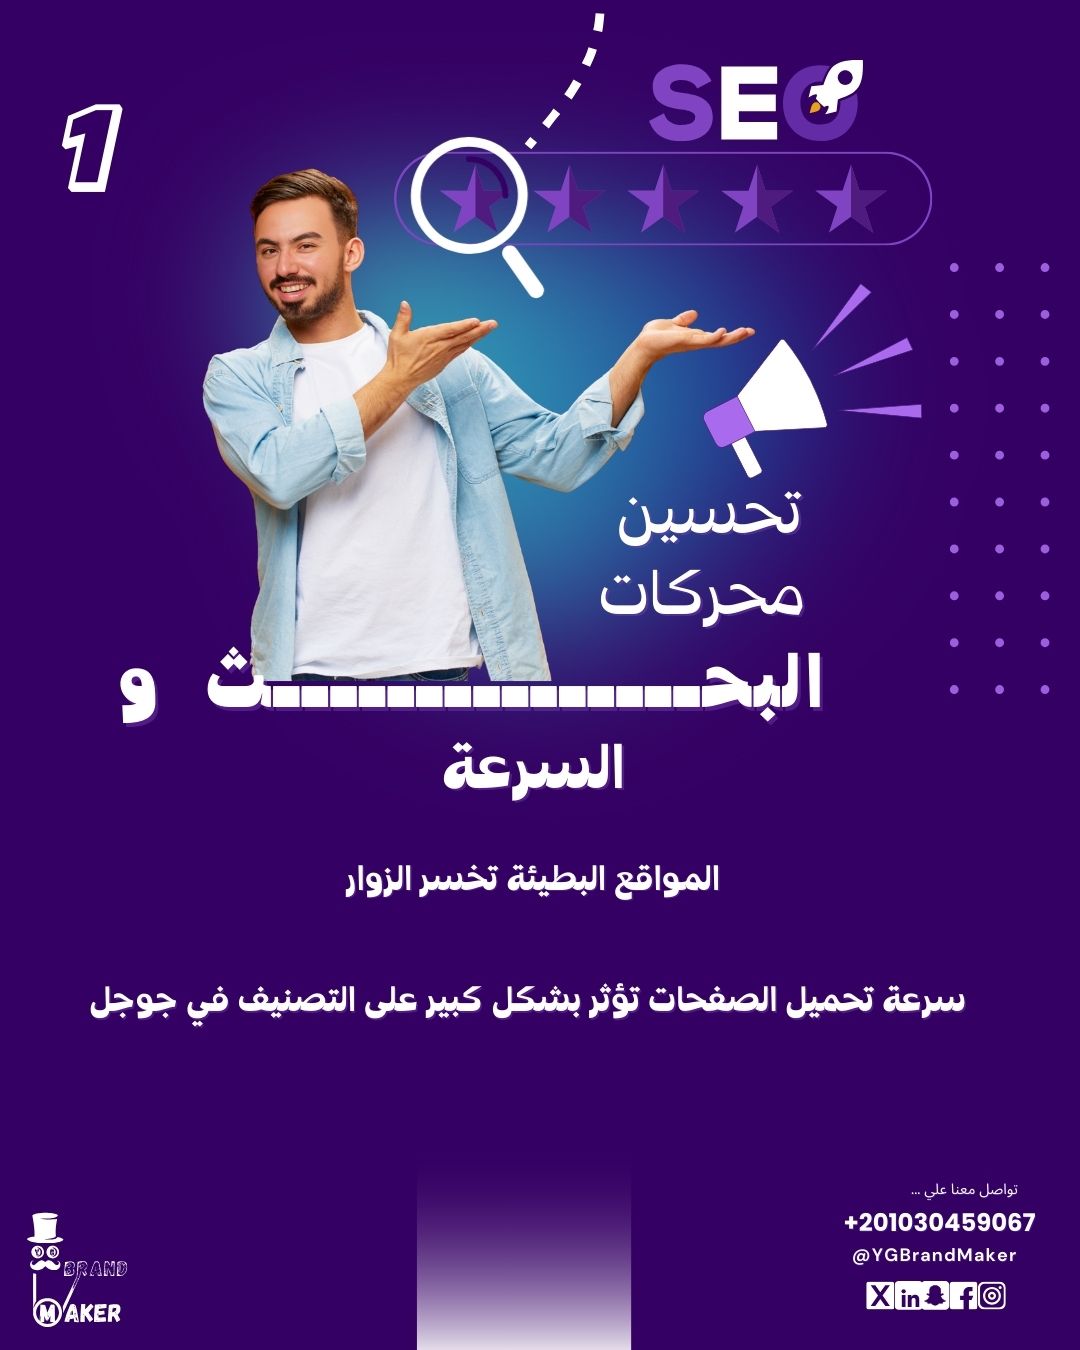 1
SEO
تحسين
محركات
البحـــــــــــــــث و
السرعة
المواقع البطيئة تخسر الزوار
سرعة تحميل الصفحات تؤثر بشكل كبير على التصنيف في جوجل
تواصل معنا علي ...
+201030459067
@YGBrandMaker
BRAND
MAKER